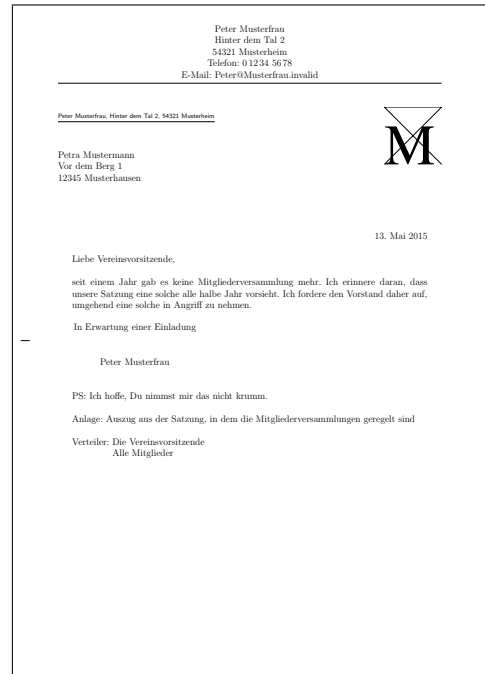 Peter Musterfrau
Hinter dem Tal 2
54321 Musterheim
Telefon: 0 12 34 56 78
E-Mail: Peter@Musterfrau.invalid
Peter Musterfrau, Hinter dem Tal 2, 54321 Musterheim
M
Petra Mustermann
Vor dem Berg 1
12345 Musterhausen
13. Mai 2015
Liebe Vereinsvorsitzende,
seit einem Jahr gab es keine Mitgliederversammlung mehr. Ich erinnere daran, dass
unsere Satzung eine solche alle halbe Jahr vorsieht. Ich fordere den Vorstand daher auf,
umgehend eine solche in Angriff zu nehmen.
In Erwartung einer Einladung
Peter Musterfrau
PS: Ich hoffe, Du nimmst mir das nicht krumm.
Anlage: Auszug aus der Satzung, in dem die Mitgliederversammlungen geregelt sind
Verteiler: Die Vereinsvorsitzende
Alle Mitglieder